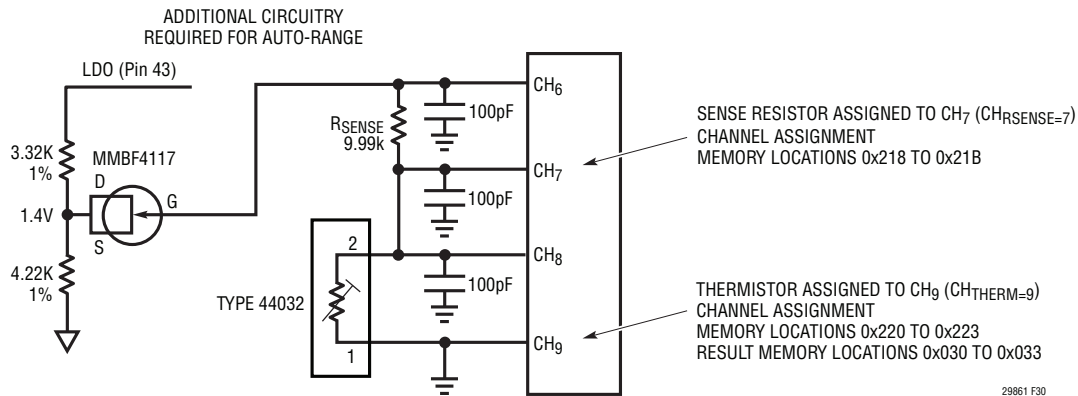 ADDITIONAL CIRCUITRY
REQUIRED FOR AUTO-RANGE
LDO (Pin 43)
3.32K
1%
MMBF4117
D
G
S
1.4V
4.22K
1%
RSENSE
9.99k
100pF
100pF
100pF
2
TYPE 44032
1
CH6
CH7
CH8
CH9
SENSE RESISTOR ASSIGNED TO CH7 (CHRSENSE=7)
CHANNEL ASSIGNMENT
MEMORY LOCATIONS 0x218 TO 0x21B
THERMISTOR ASSIGNED TO CH9 (CHTHERM=9)
CHANNEL ASSIGNMENT
MEMORY LOCATIONS 0x220 TO 0x223
RESULT MEMORY LOCATIONS 0x030 TO 0x033
29861 F30